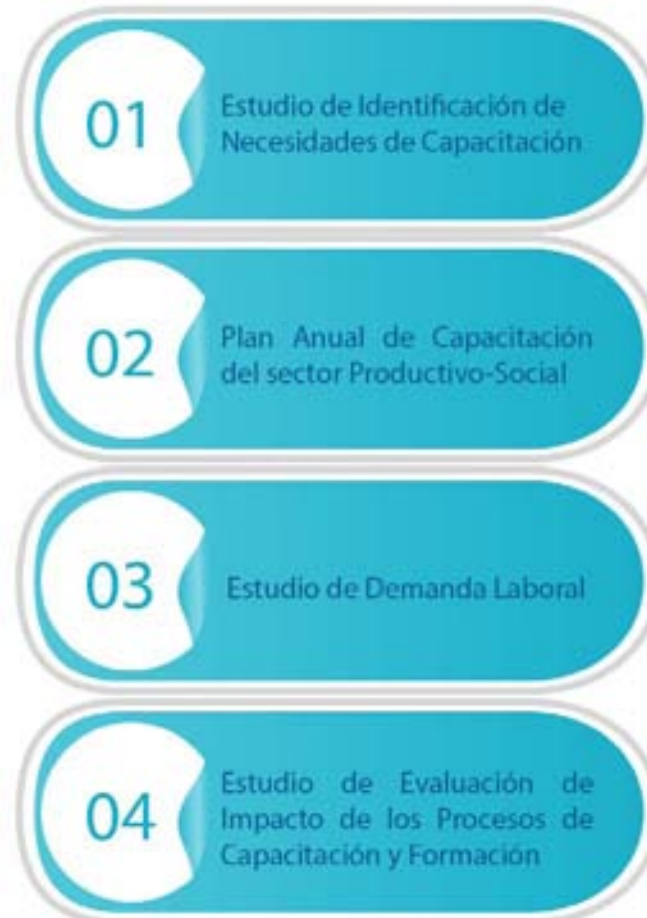 01
Estudio de Identificación de
Necesidades de Capacitación
02
Plan Anual de Capacitación
del sector Productivo-Social
03
Estudio de Demanda Laboral
04
Estudio de Evaluación de
Impacto de los Procesos de
Capacitación y Formación